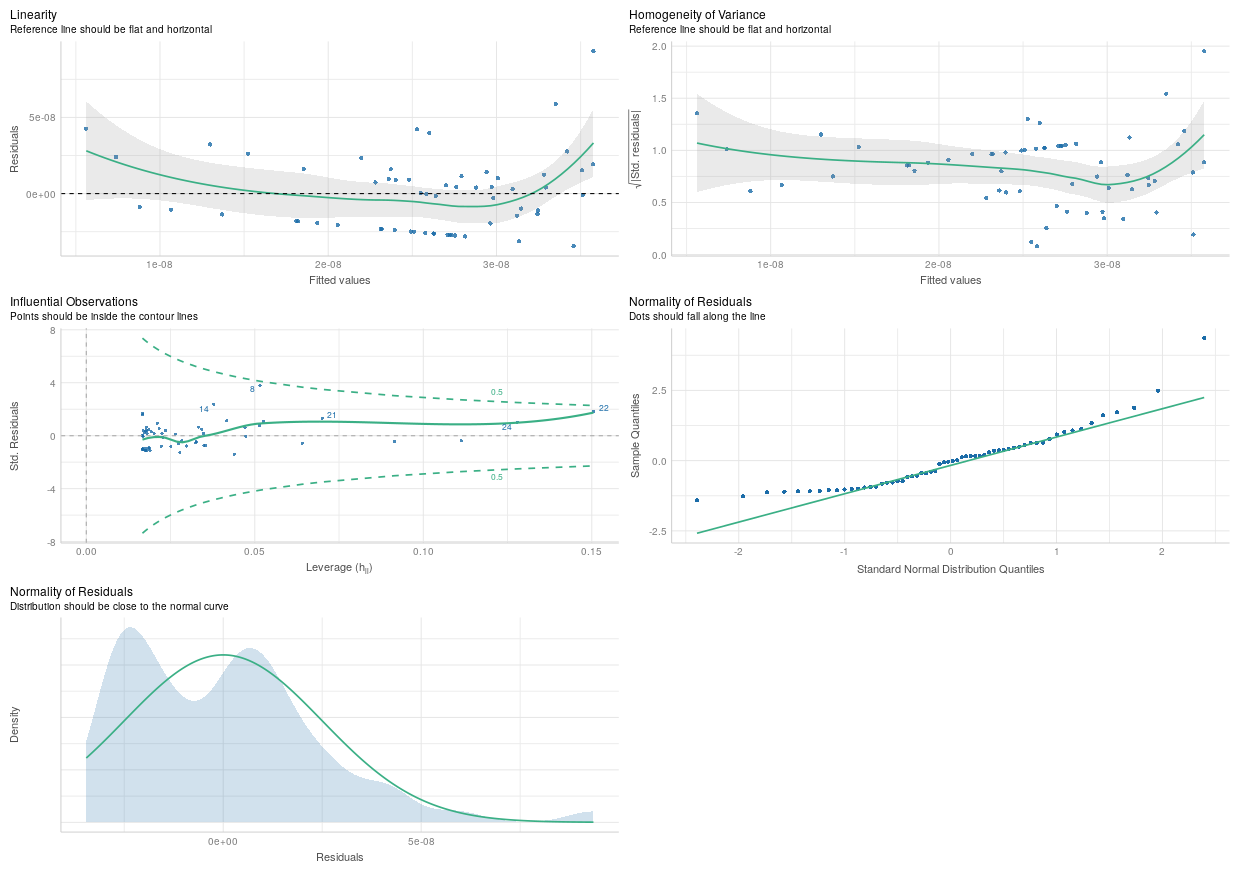 Linearity
Reference line should be flat and horizontal
Residuals
5e-08
0e+00
1e-08 2e-08 3e-08
Fitted values
Homogeneity of Variance
Reference line should be flat and horizontal
√|Std. residuals|
2.0
1.5
1.0
0.5
0.0
1e-08 2e-08 3e-08
Fitted values
Influential Observations
Points should be inside the contour lines
Std. Residuals
8
4
0
-4
-8
0.5
0.5
8
14
21
22
24
0.00 0.05 0.10 0.15
Leverage (hii)
Normality of Residuals
Dots should fall along the line
Sample Quantiles
2.5
0.0
-2.5
-2 -1 0 1 2
Standard Normal Distribution Quantiles
Normality of Residuals
Distribution should be close to the normal curve
Density
0e+00 5e-08
Residuals